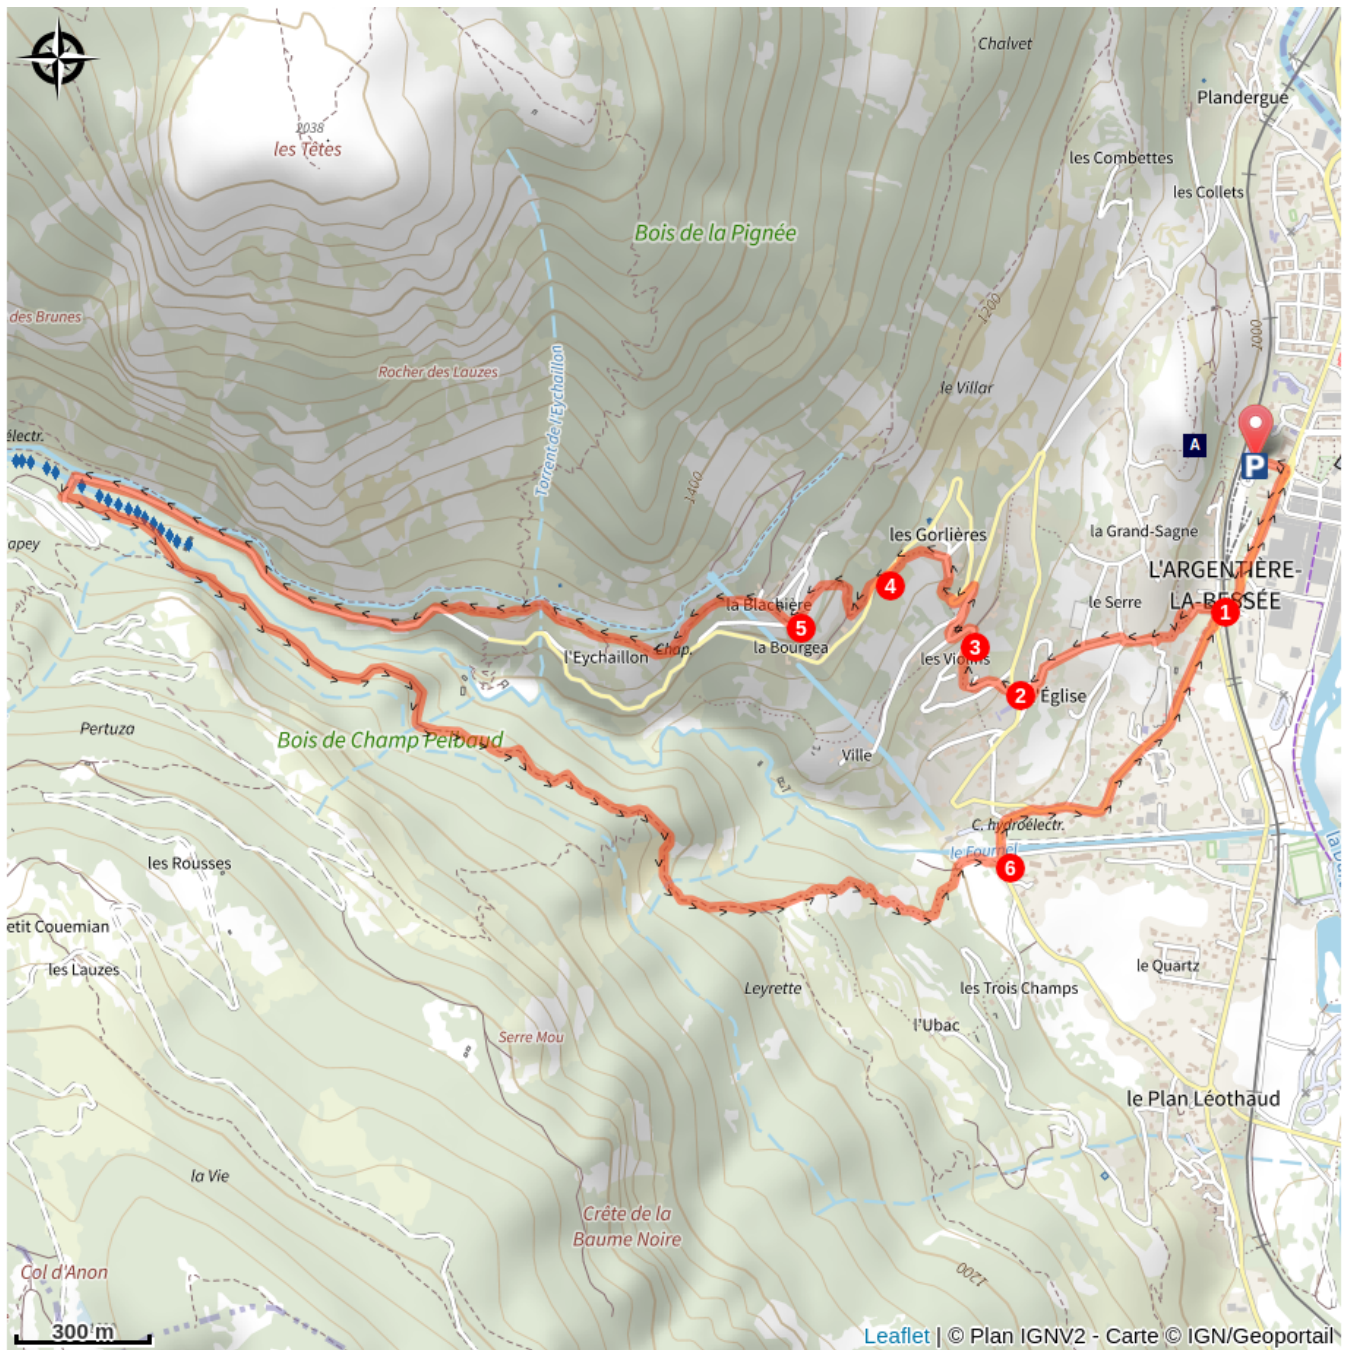 Chalvet
Plandergue
2038
les Têtes
les Combettes
les Collets
Bois de la Pignée
1200
des Brunes
1000
Rocher des Lauzes
Torrent de l'Eychaillon
le Villar
électr.
A
P
1400
les Gorlières
la Grand-Sagne
apey
L'ARGENTIÈRE-
LA-BESSÉE
4
le Serre
1
la Blachière
5
la Bourgea
3
les Violins
Chap.
l'Eychaillon
2
Église
Pertuza
Bois de Champ Pelbaud
Ville
C. hydroélectr.
le Fournel
6
les Rousses
etit Couemian
les Lauzes
le Quartz
Leyrette
les Trois Champs
l'Ubac
Serre Mou
le Plan Léothaud
la Vie
Crête de la
Baume Noire
1200
Col d'Anon
300 m
Leaflet | © Plan IGNV2 - Carte © IGN/Geoportail